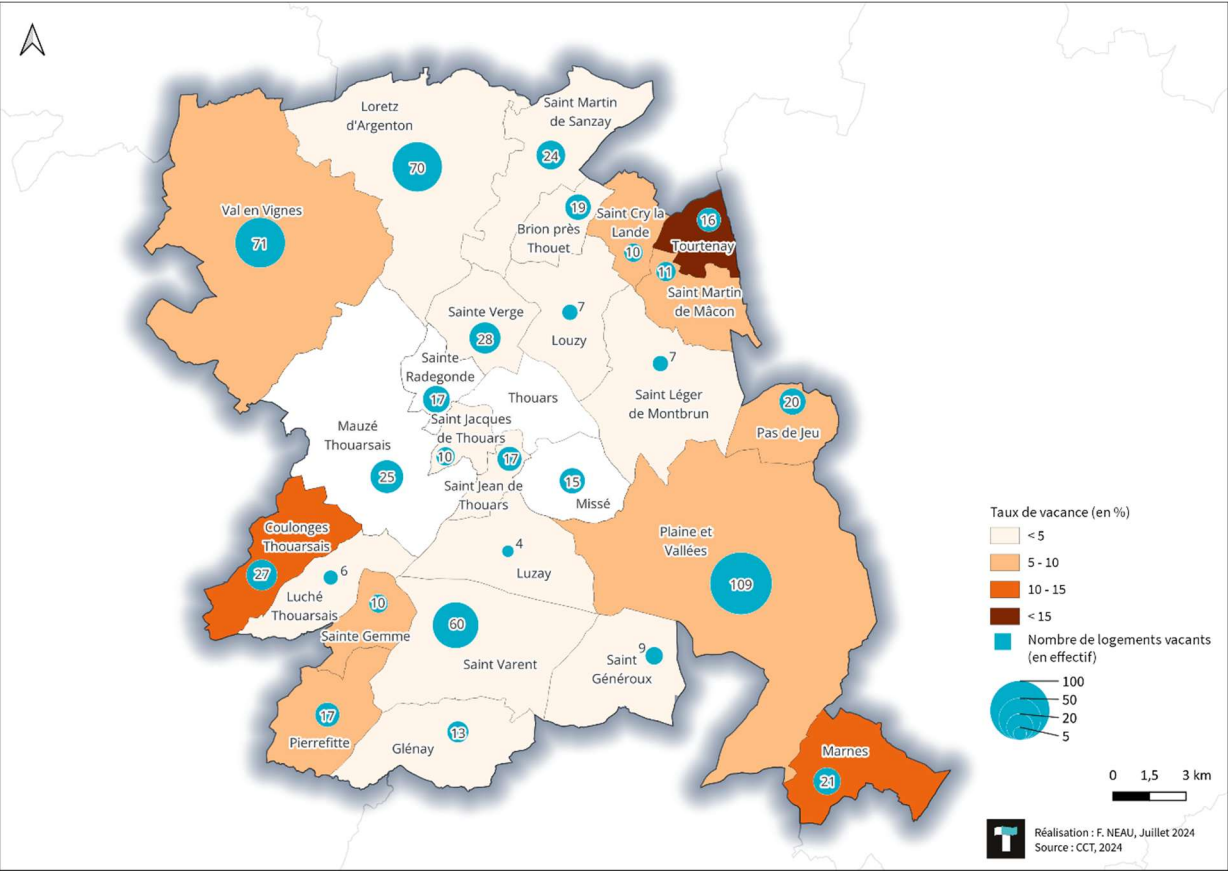 Loretz
d'Argenton
70
Saint Martin
de Sanzay
24
Val en Vignes
71
19
Brion près
Thouet
Saint Cry la
Lande
10
16
Tourtenay
11
Saint Martin
de Mâcon
Sainte Verge
28
7
Louzy
7
Saint Léger
de Montbrun
Sainte
Radegonde
17
Thouars
20
Pas de Jeu
Mauzé
Thouarsais
25
Saint Jacques
de Thouars
10
17
Saint Jean de
Thouars
15
Missé
Coulonges
Thouarsais
27
Plaine et
Vallées
109
4
Luzay
6
Luché
Thouarsais
10
Sainte Gemme
60
Saint Varent
9
Saint
Généroux
17
Pierrefitte
Glénay
13
Marnes
21
Taux de vacance (en %)
< 5
5 - 10
10 - 15
< 15
Nombre de logements vacants
(en effectif)
100
50
20
5
0 1,5 3 km
T
Réalisation : F. NEAU, Juillet 2024
Source : CCT, 2024